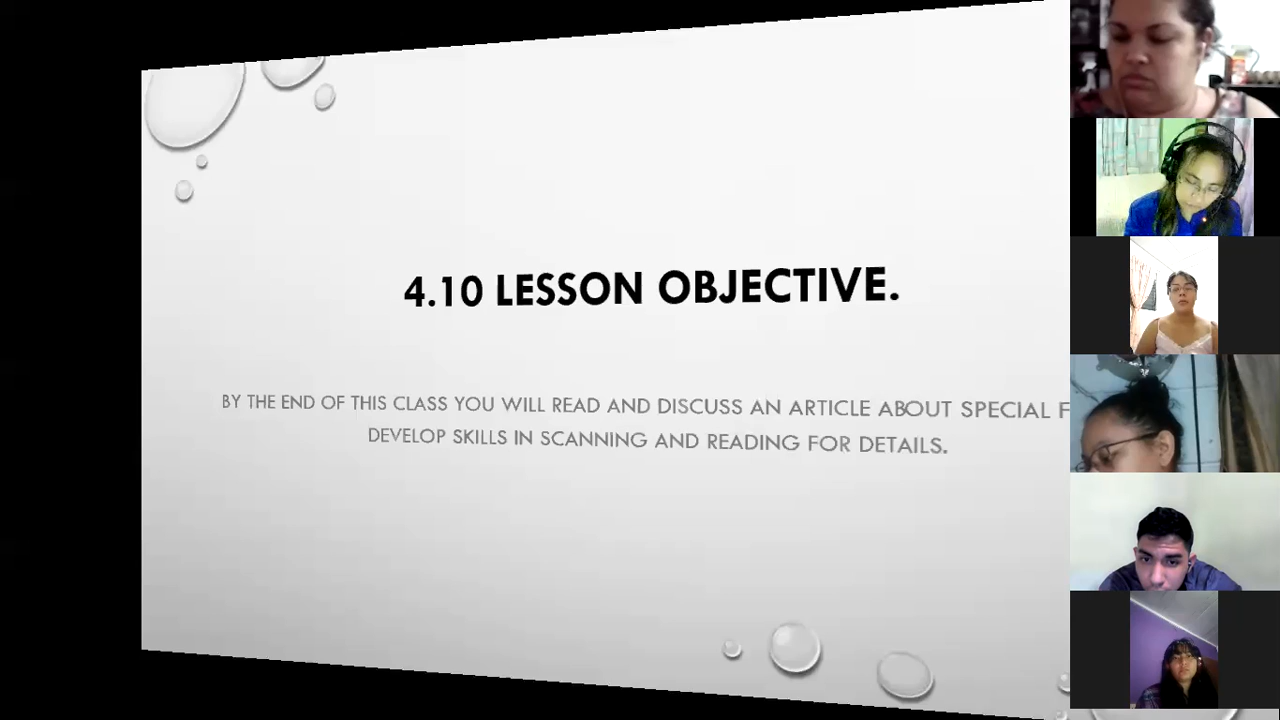 4.10 LESSON OBJECTIVE.
BY THE END OF THIS CLASS YOU WILL READ AND DISCUSS AN ARTICLE ABOUT SPECIAL
DEVELOP SKILLS IN SCANNING AND READING FOR DETAILS.